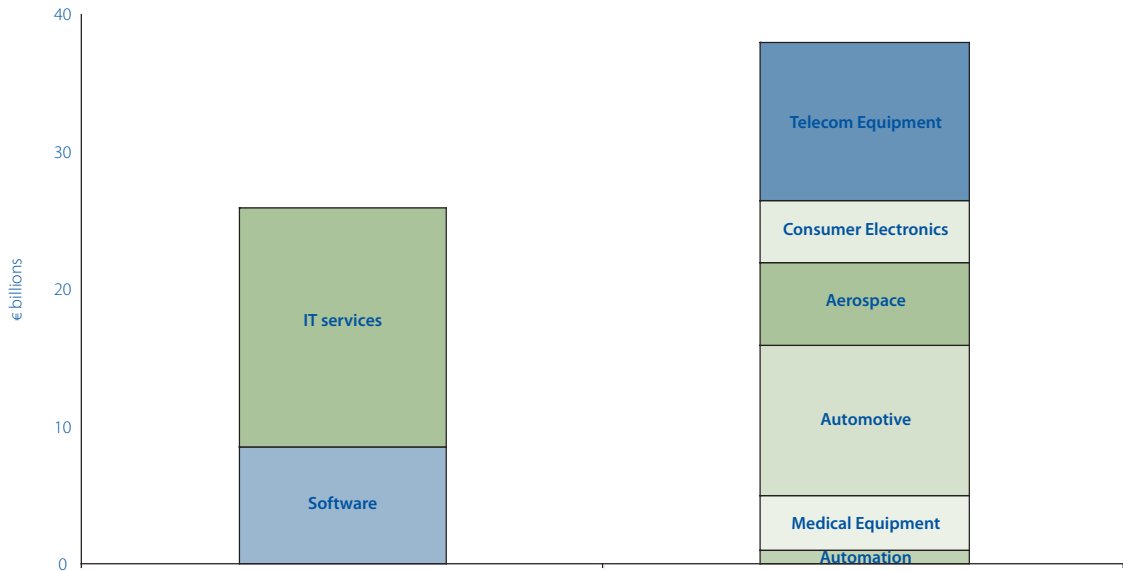 40
30
20
10
0
€ billions
IT services
Software
Telecom Equipment
Consumer Electronics
Aerospace
Automotive
Medical Equipment
Automation